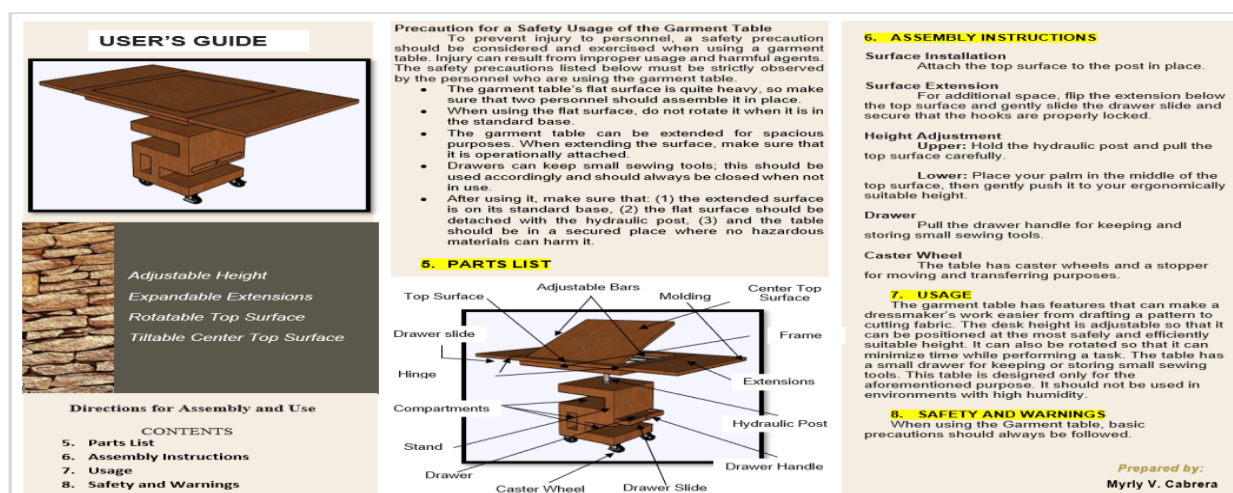 USER'S GUIDE
Adjustable Height
Expandable Extensions
Rotatable Top Surface
Tiltable Center Top Surface
Directions for Assembly and Use
CONTENTS
5. Parts List
6. Assembly Instructions
7. Usage
8. Safety and Warnings
Precaution for a Safety Usage of the Garment Table
To prevent injury to personnel, a safety precaution
should be considered and exercised when using a garment
table. Injury can result from improper usage and harmful agents.
The safety precautions listed below must be strictly observed
by the personnel who are using the garment table.
• The garment table's flat surface is quite heavy, so make
sure that two personnel should assemble it in place.
• When using the flat surface, do not rotate it when it is in
the standard base.
• The garment table can be extended for spacious
purposes. When extending the surface, make sure that
it is operationally attached.
• Drawers can keep small sewing tools; this should be
used accordingly and should always be closed when not
in use.
• After using it, make sure that: (1) the extended surface
is on its standard base, (2) the flat surface should be
detached with the hydraulic post, (3) and the table
should be in a secured place where no hazardous
materials can harm it.
5. PARTS LIST
Adjustable Bars
Center Top
Surface
Top Surface
Molding
Drawer slide
Frame
Hinge
Extensions
Compartments
Hydraulic Post
Stand
Drawer
Drawer Handle
Caster Wheel
Drawer Slide
6. ASSEMBLY INSTRUCTIONS
Surface Installation
Attach the top surface to the post in place.
Surface Extension
For additional space, flip the extension below
the top surface and gently slide the drawer slide and
secure that the hooks are properly locked.
Height Adjustment
Upper: Hold the hydraulic post and pull the
top surface carefully.
Lower: Place your palm in the middle of the
top surface, then gently push it to your ergonomically
suitable height.
Drawer
Pull the drawer handle for keeping and
storing small sewing tools.
Caster Wheel
The table has caster wheels and a stopper
for moving and transferring purposes.
7. USAGE
The garment table has features that can make a
dressmaker's work easier from drafting a pattern to
cutting fabric. The desk height is adjustable so that it
can be positioned at the most safely and efficiently
suitable height. It can also be rotated so that it can
minimize time while performing a task. The table has
a small drawer for keeping or storing small sewing
tools. This table is designed only for the
aforementioned purpose. It should not be used in
environments with high humidity.
8. SAFETY AND WARNINGS
When using the Garment table, basic
precautions should always be followed.
Prepared by:
Myrly V. Cabrera